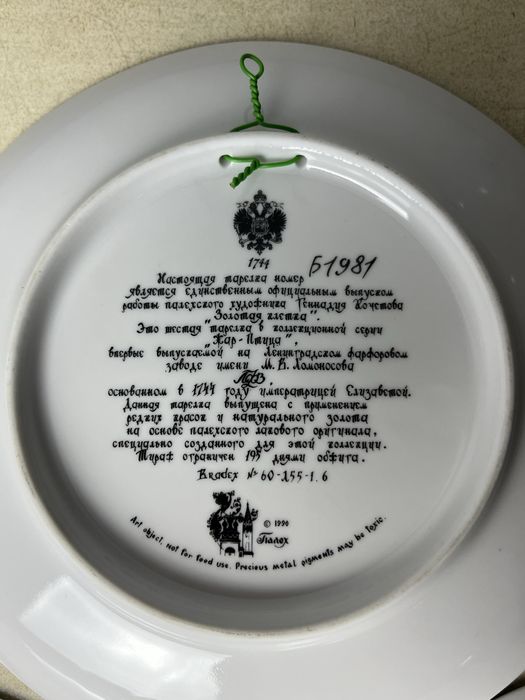 1744
Настоящая тарелка номер Б1981
является единственным официальным выпуском
работы палехского художника Геннадия Кочетова
"Золотая клетка".
Это шестая тарелка в коллекционной серии
"Жар-Птица",
впервые выпускаемой на Ленинградском фарфоровом
заводе имени М. В. Ломоносова
ЛФЗ,
основанном в 1744 году императрицей Елизаветой.
Данная тарелка выпущена с применением
редких красок и натурального золота
на основе палехского лакового оригинала,
специально созданного для этой коллекции.
Тираж ограничен 195 днями обжига.
Bradex № 60-255-1.6
© 1990
Палех
Art object. Not for food use. Precious metal pigments may be toxic.